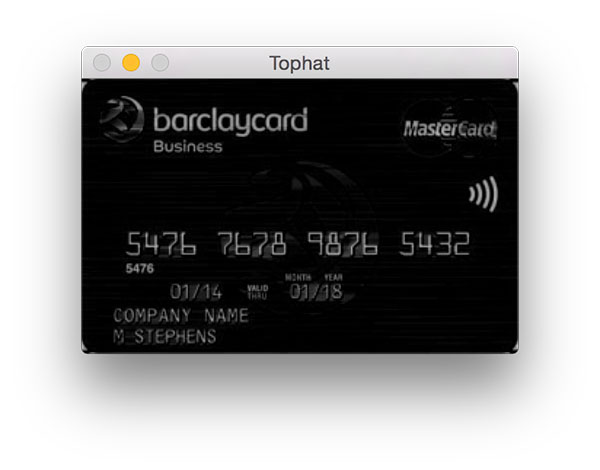 Tophat
barclaycard
Business
MasterCard
5476 7678 9876 5432
5476
MONTH YEAR
01/14 VALID THRU 01/18
COMPANY NAME
M STEPHENS